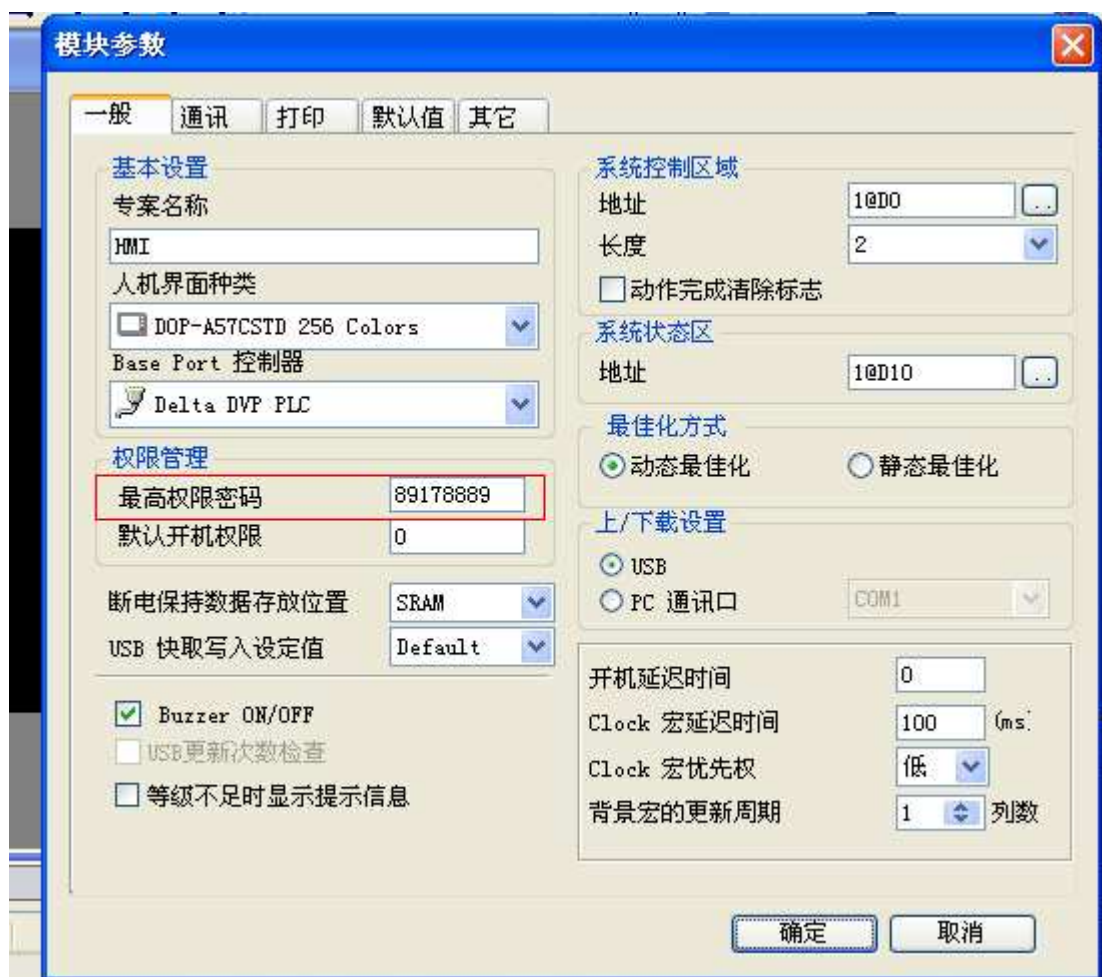 模块参数
一般 通讯 打印 默认值 其它
基本设置
专案名称
HMI
人机界面种类
DOP-A57CSTD 256 Colors
Base Port 控制器
Delta DVP PLC
权限管理
最高权限密码 89178889
默认开机权限 0
断电保持数据存放位置 SRAM
USB 快取写入设定值 Default
Buzzer ON/OFF
USB更新次数检查
等级不足时显示提示信息
系统控制区域
地址 1@D0 ..
长度 2
动作完成清除标志
系统状态区
地址 1@D10 ..
最佳化方式
动态最佳化 静态最佳化
上/下载设置
USB
PC 通讯口 COM1
开机延迟时间 0
Clock 宏延迟时间 100 (ms)
Clock 宏优先权 低
背景宏的更新周期 1 列数
确定 取消